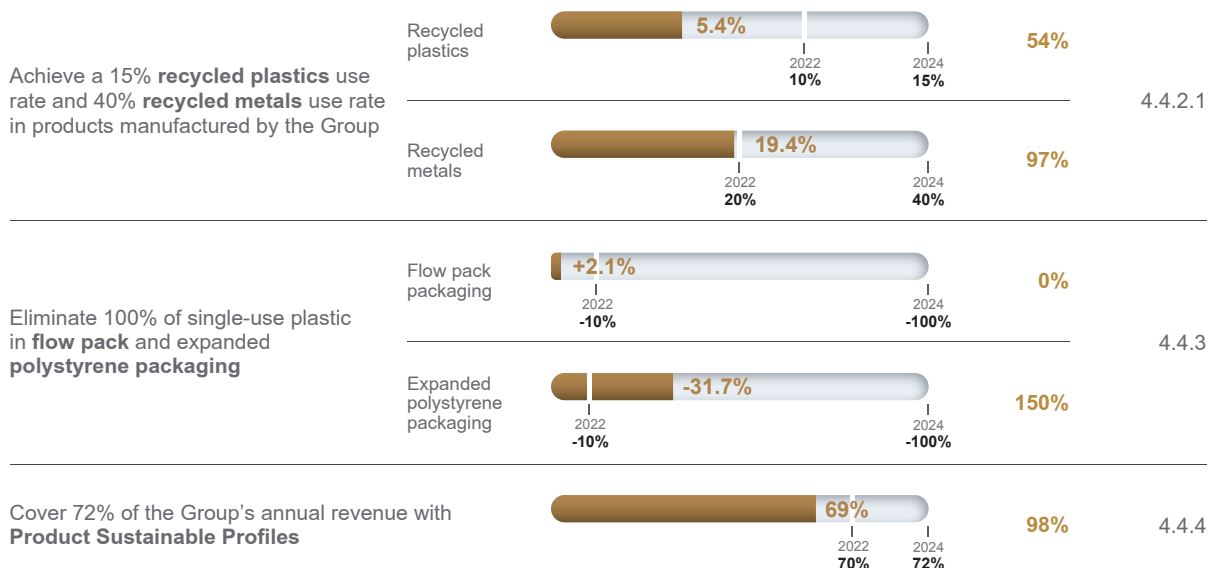 Achieve a 15% recycled plastics use
rate and 40% recycled metals use rate
in products manufactured by the Group
Recycled
plastics
5.4%
2022
10%
2024
15%
54%
4.4.2.1
Recycled
metals
19.4%
2022
20%
2024
40%
97%
Eliminate 100% of single-use plastic
in flow pack and expanded
polystyrene packaging
Flow pack
packaging
+2.1%
2022
-10%
2024
-100%
0%
4.4.3
Expanded
polystyrene
packaging
-31.7%
2022
-10%
2024
-100%
150%
Cover 72% of the Group’s annual revenue with
Product Sustainable Profiles
69%
2022
70%
2024
72%
98%
4.4.4